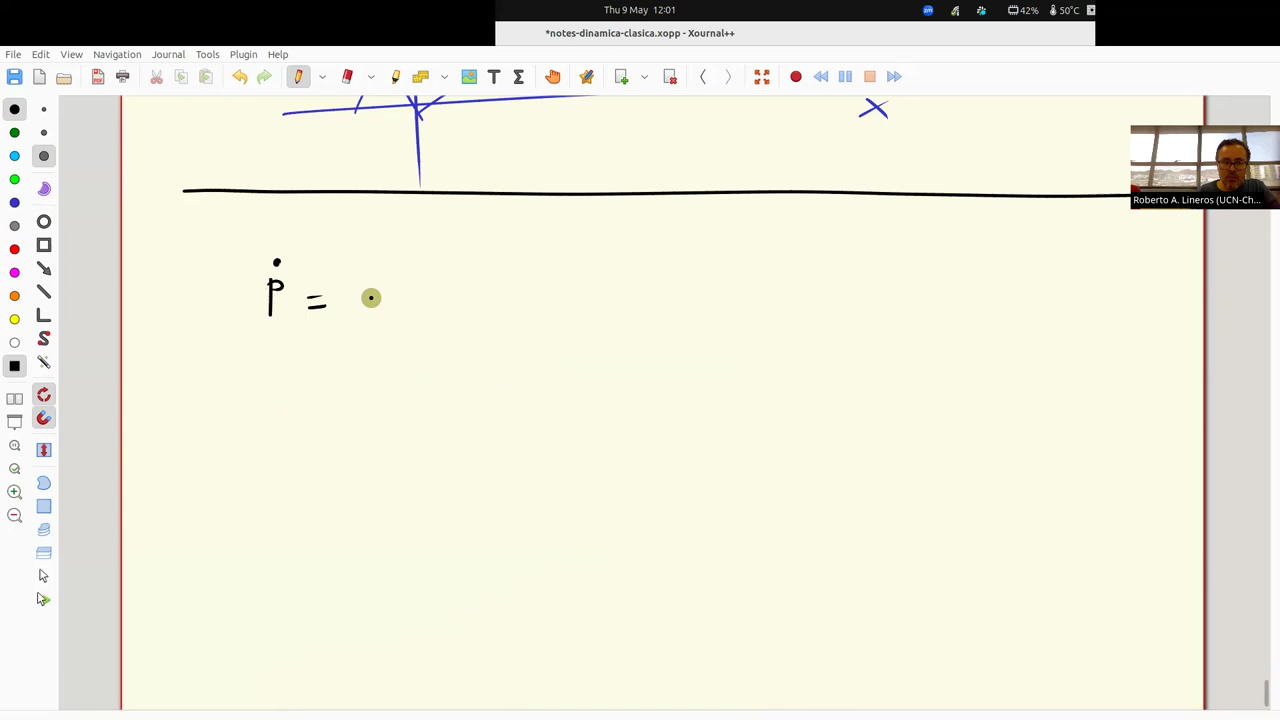 Thu 9 May 12:01
42% 50°C
*notes-dinamica-clasica.xopp - Xournal++
File Edit View Navigation Journal Tools Plugin Help
X
Roberto A. Lineros (UCN-Ch...
ṗ =